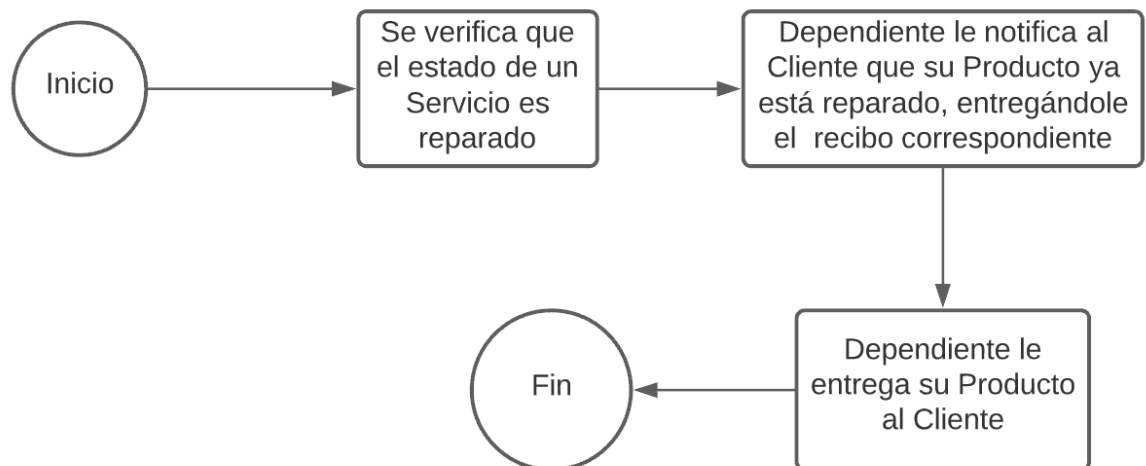 Inicio
Se verifica que
el estado de un
Servicio es
reparado
Dependiente le notifica al
Cliente que su Producto ya
está reparado, entregándole
el recibo correspondiente
Dependiente le
entrega su Producto
al Cliente
Fin